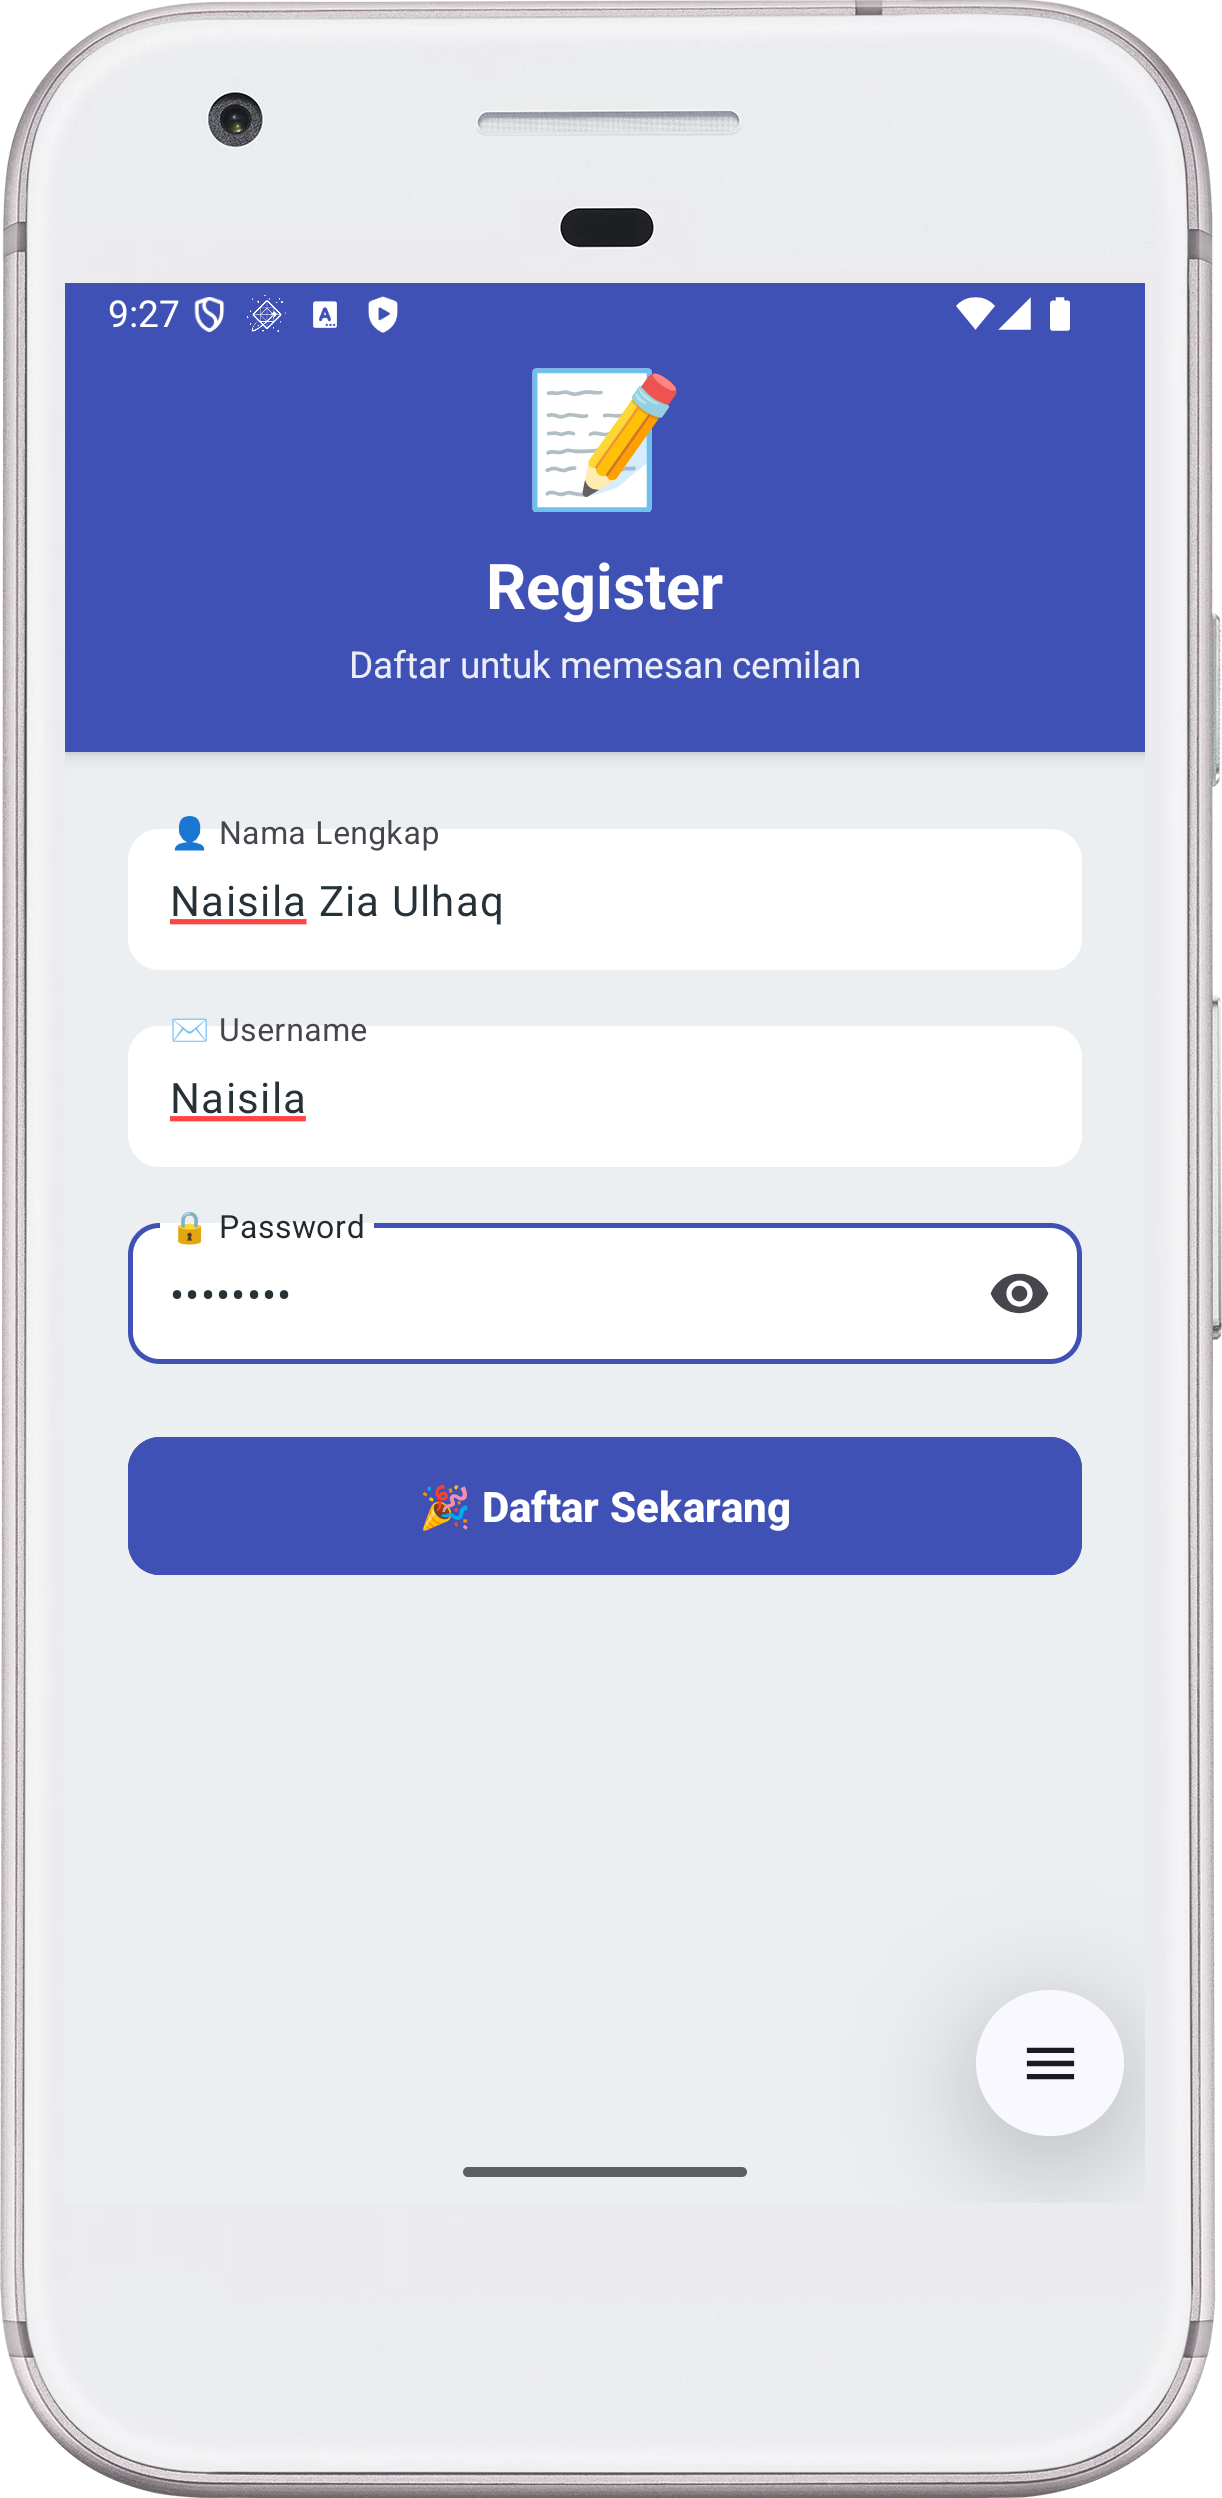 9:27
Register
Daftar untuk memesan cemilan
👤 Nama Lengkap
Naisila Zia Ulhaq
✉️ Username
Naisila
🔒 Password
••••••••
🎉 Daftar Sekarang